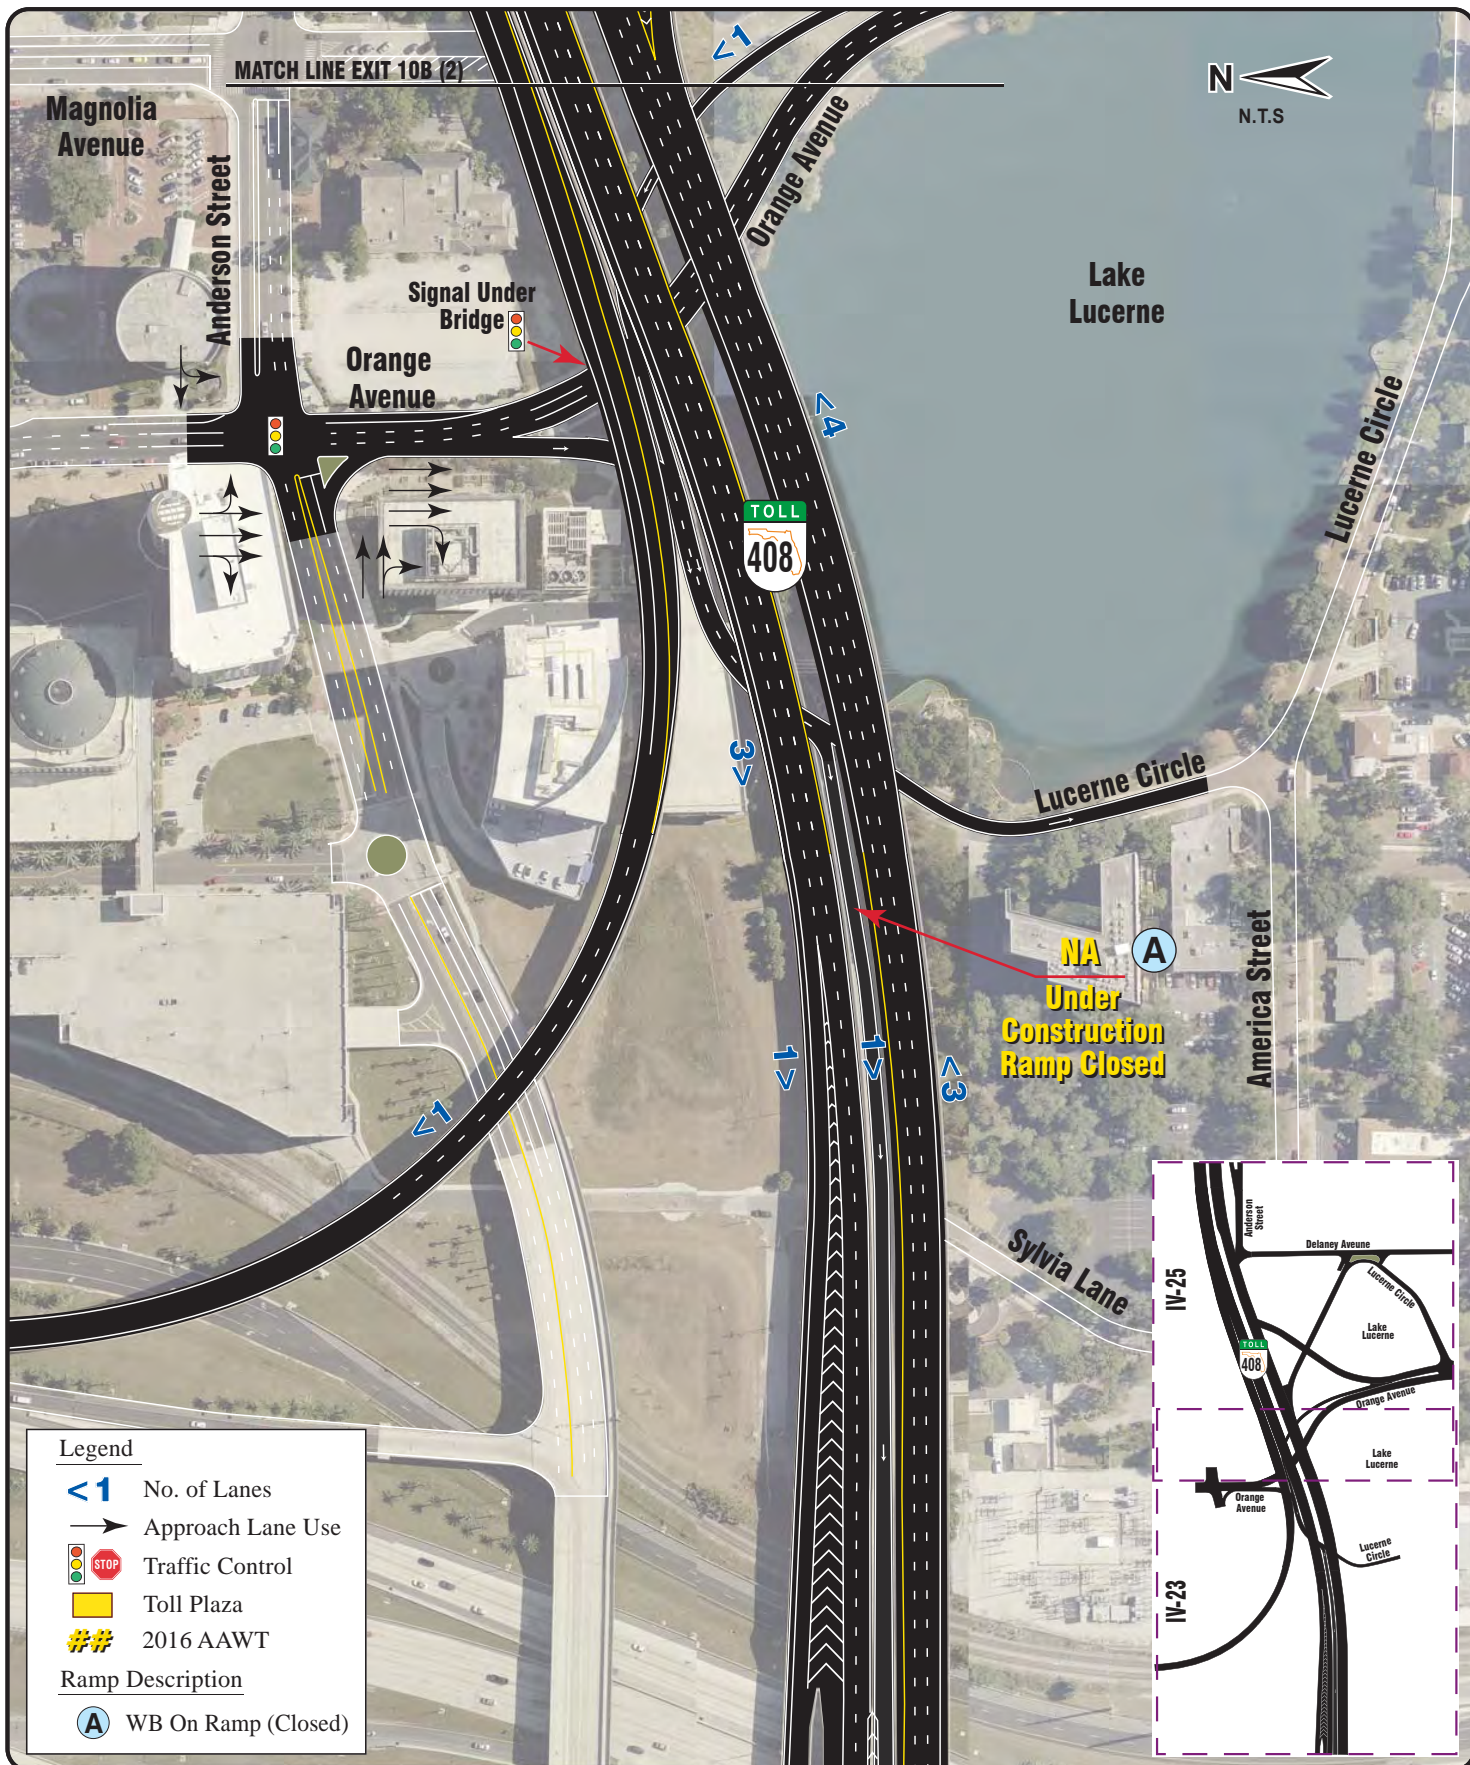 <1
MATCH LINE EXIT 10B (2)
N
N.T.S
Magnolia
Avenue
Anderson Street
Orange Avenue
Lake
Lucerne
Signal Under
Bridge
Orange
Avenue
<4
Lucerne Circle
TOLL
408
3>
Lucerne Circle
NA
A
Under
Construction
Ramp Closed
America Street
1>
1>
<3
<1
Sylvia Lane
Anderson
Street
Delaney Aveune
IV-25
Lucerne Circle
Lake
Lucerne
TOLL
408
Orange Avenue
Lake
Lucerne
Orange
Avenue
Lucerne
Circle
IV-23
Legend
<1 No. of Lanes
Approach Lane Use
STOP Traffic Control
Toll Plaza
## 2016 AAWT
Ramp Description
A WB On Ramp (Closed)